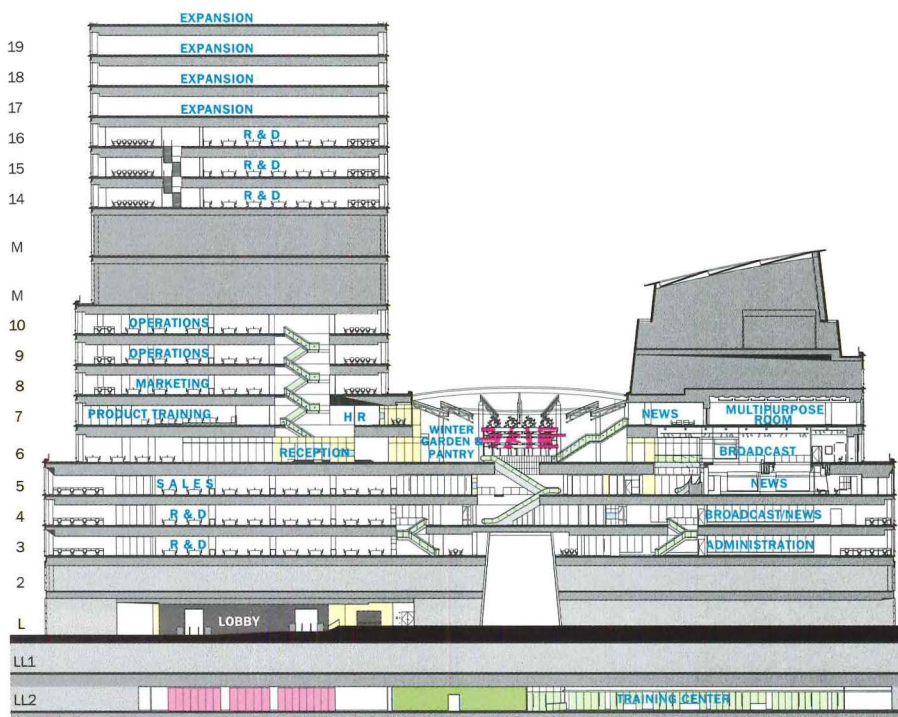 EXPANSION
19 EXPANSION
18 EXPANSION
17 EXPANSION
16 R & D
15 R & D
14 R & D
M
M
10 OPERATIONS
9 OPERATIONS
8 MARKETING
7 PRODUCT TRAINING HR NEWS MULTIPURPOSE
ROOM
WINTER
GARDEN &
PANTRY
6 RECEPTION BROADCAST
5 SALES NEWS
4 R & D BROADCAST/NEWS
3 R & D ADMINISTRATION
2
L LOBBY
LL1
LL2 TRAINING CENTER